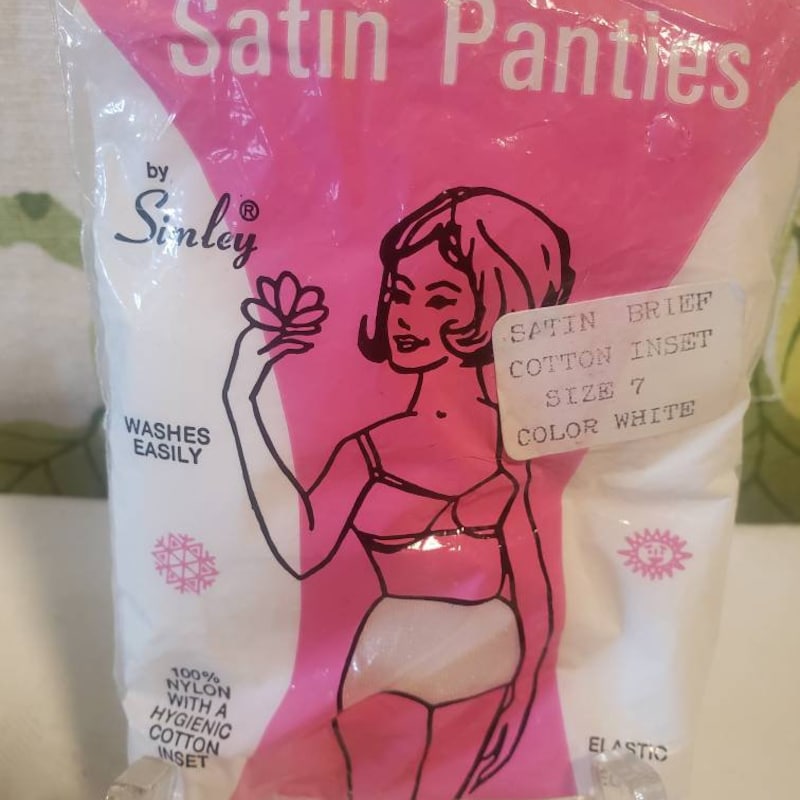 Satin Panties
by
Simley®
SATIN BRIEF
COTTON INSET
SIZE 7
COLOR WHITE
WASHES
EASILY
100%
NYLON
WITH A
HYGIENIC
COTTON
INSET
ELASTIC